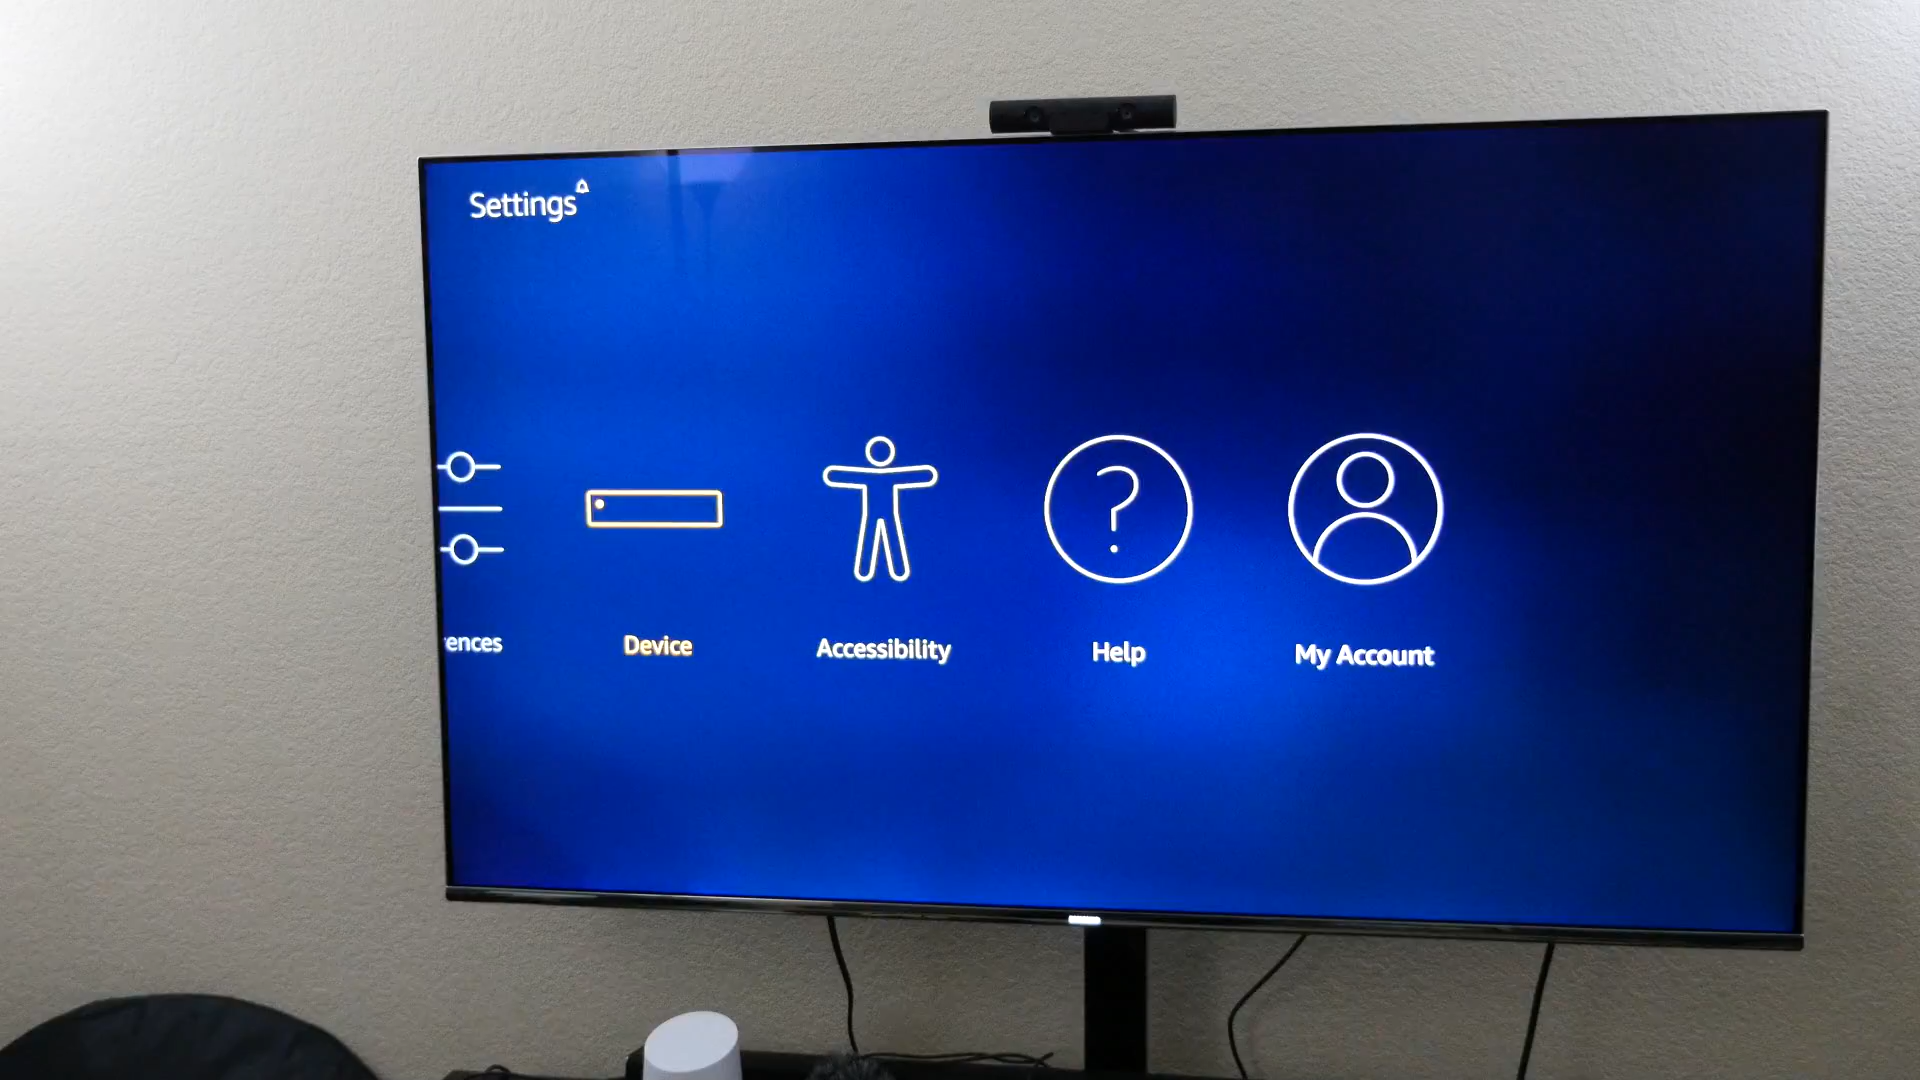 Settings
ences
Device
Accessibility
Help
My Account